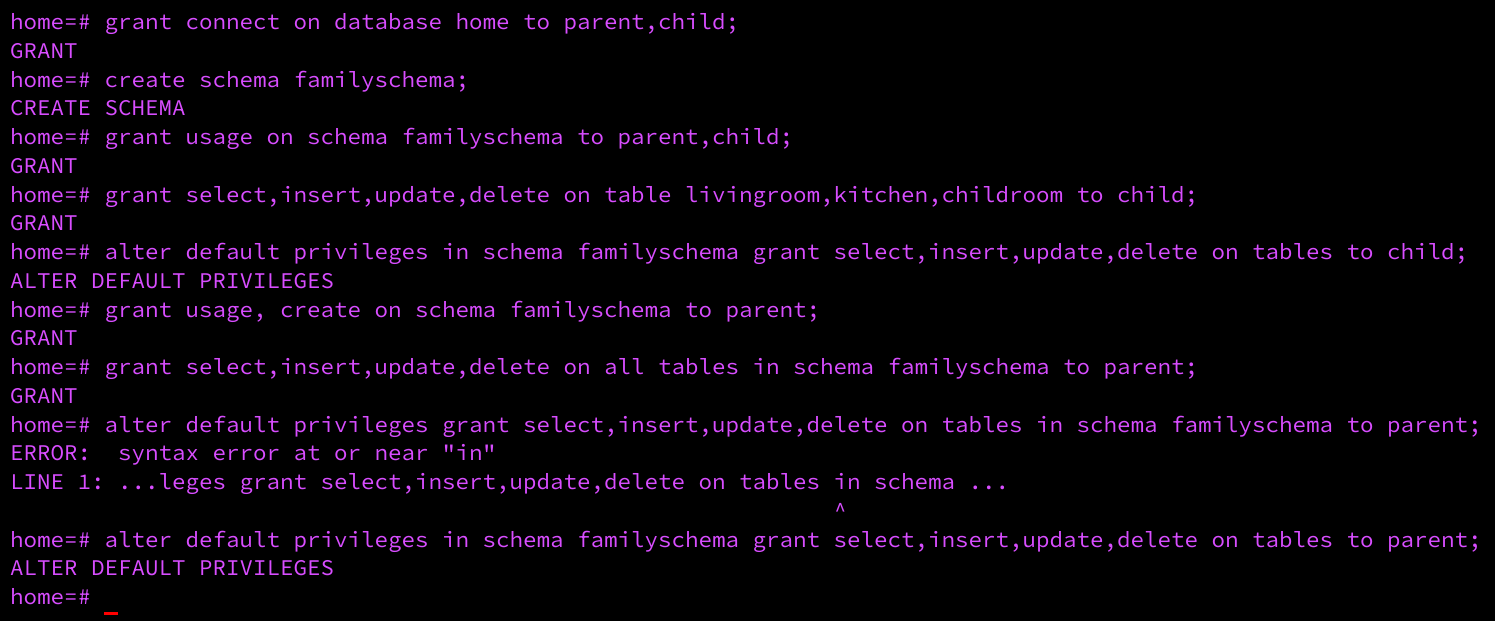 home=# grant connect on database home to parent,child;
GRANT
home=# create schema familyschema;
CREATE SCHEMA
home=# grant usage on schema familyschema to parent,child;
GRANT
home=# grant select,insert,update,delete on table livingroom,kitchen,childroom to child;
GRANT
home=# alter default privileges in schema familyschema grant select,insert,update,delete on tables to child;
ALTER DEFAULT PRIVILEGES
home=# grant usage, create on schema familyschema to parent;
GRANT
home=# grant select,insert,update,delete on all tables in schema familyschema to parent;
GRANT
home=# alter default privileges grant select,insert,update,delete on tables in schema familyschema to parent;
ERROR:  syntax error at or near "in"
LINE 1: ...leges grant select,insert,update,delete on tables in schema ...
                                                             ^
home=# alter default privileges in schema familyschema grant select,insert,update,delete on tables to parent;
ALTER DEFAULT PRIVILEGES
home=#